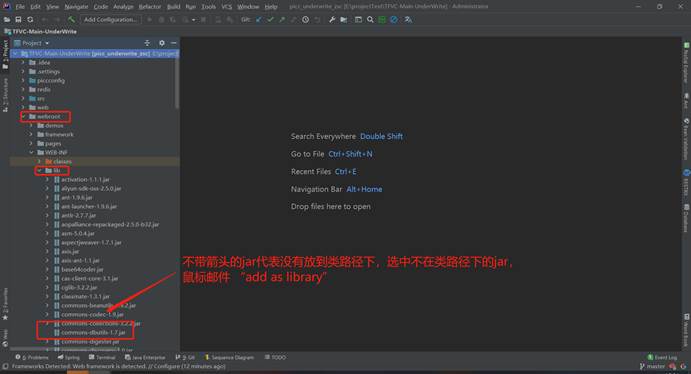 File Edit View Navigate Code Analyze Refactor Build Run Tools VCS Window Help
picc_underwrite_zsc [E:\projectText\TFVC-Main-UnderWrite] - Administrator
Add Configuration...
Git:
TFVC-Main-UnderWrite
Project
TFVC-Main-UnderWrite [picc_underwrite_zsc]
.idea
.settings
piccconfig
redis
src
web
webroot
demos
framework
pages
WEB-INF
classes
lib
activation-1.1.1.jar
aliyun-sdk-oss-2.5.0.jar
ant-1.9.6.jar
ant-launcher-1.9.6.jar
antlr-2.7.7.jar
aopalliance-repackaged-2.5.0-b32.jar
asm-5.0.4.jar
aspectjweaver-1.7.1.jar
axis.jar
axis-ant-1.1.jar
base64coder.jar
cas-client-core-3.1.jar
cglib-3.2.2.jar
classmate-1.3.1.jar
commons-codec-1.9.jar
commons-collections-3.2.2.jar
commons-dbutils-1.7.jar
commons-digester.jar
Search Everywhere Double Shift
Go to File Ctrl+Shift+N
Recent Files Ctrl+E
Navigation Bar Alt+Home
Drop files here to open
不带箭头的jar代表没有放到类路径下，选中不在类路径下的jar，
鼠标邮件 “add as library”
1: Project
2: Structure
2: Favorites
Web
Ant
Bean Validation
Database
Word Book
6: Problems
Spring
Terminal
Java Enterprise
9: Git
Sequence Diagram
TODO
Event Log
Frameworks Detected: Web framework is detected. // Configure (12 minutes ago)
master